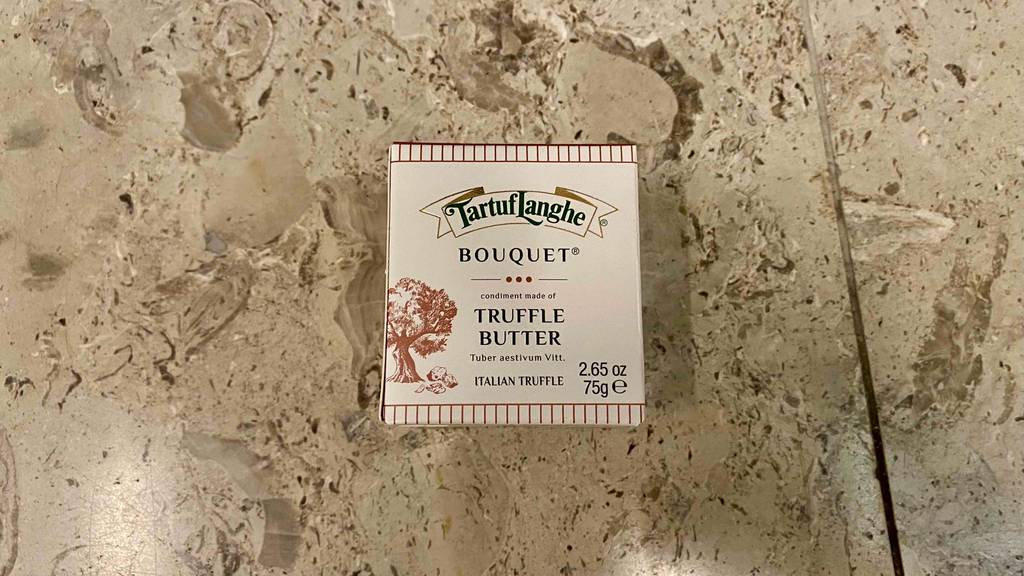 TartufLanghe®
BOUQUET®
condiment made of
TRUFFLE
BUTTER
Tuber aestivum Vitt.
ITALIAN TRUFFLE
2.65 oz
75g ℮